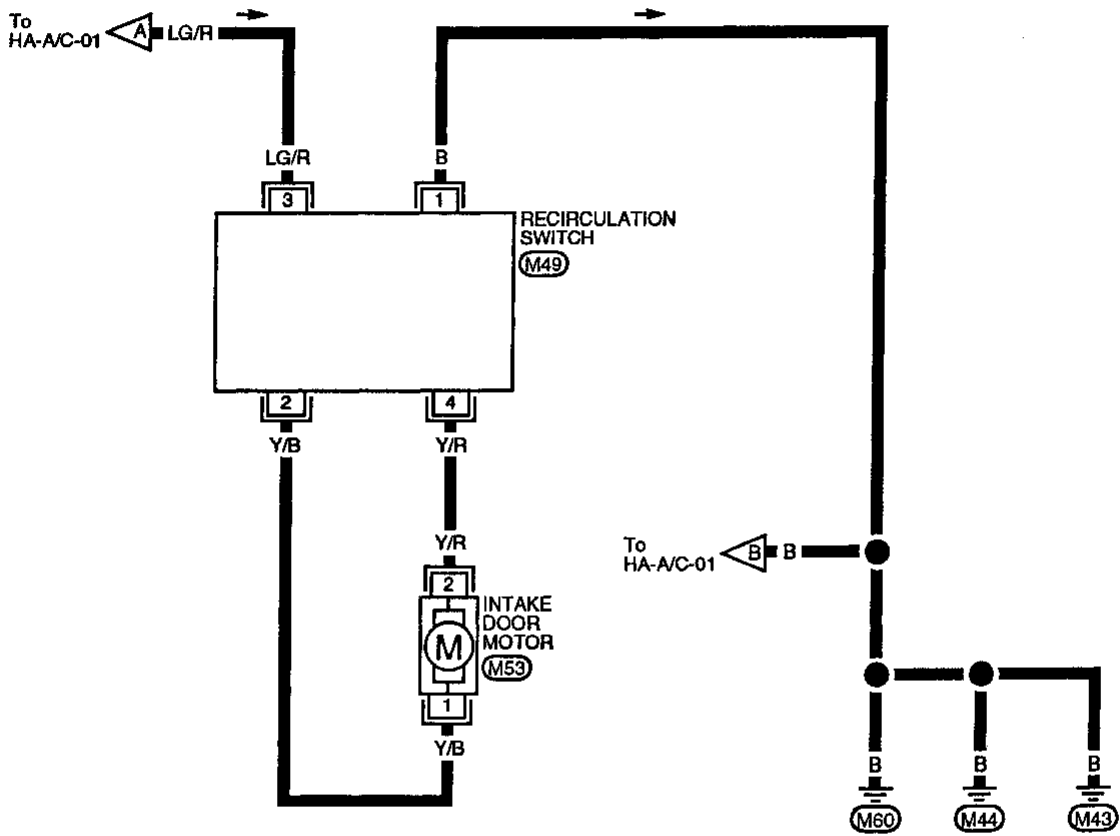 To
HA-A/C-01
A
LG/R
LG/R
B
3
1
RECIRCULATION
SWITCH
M49
2
4
Y/B
Y/R
Y/R
To
HA-A/C-01
B
B
2
INTAKE
DOOR
MOTOR
M53
M
1
Y/B
B
B
B
M60
M44
M43